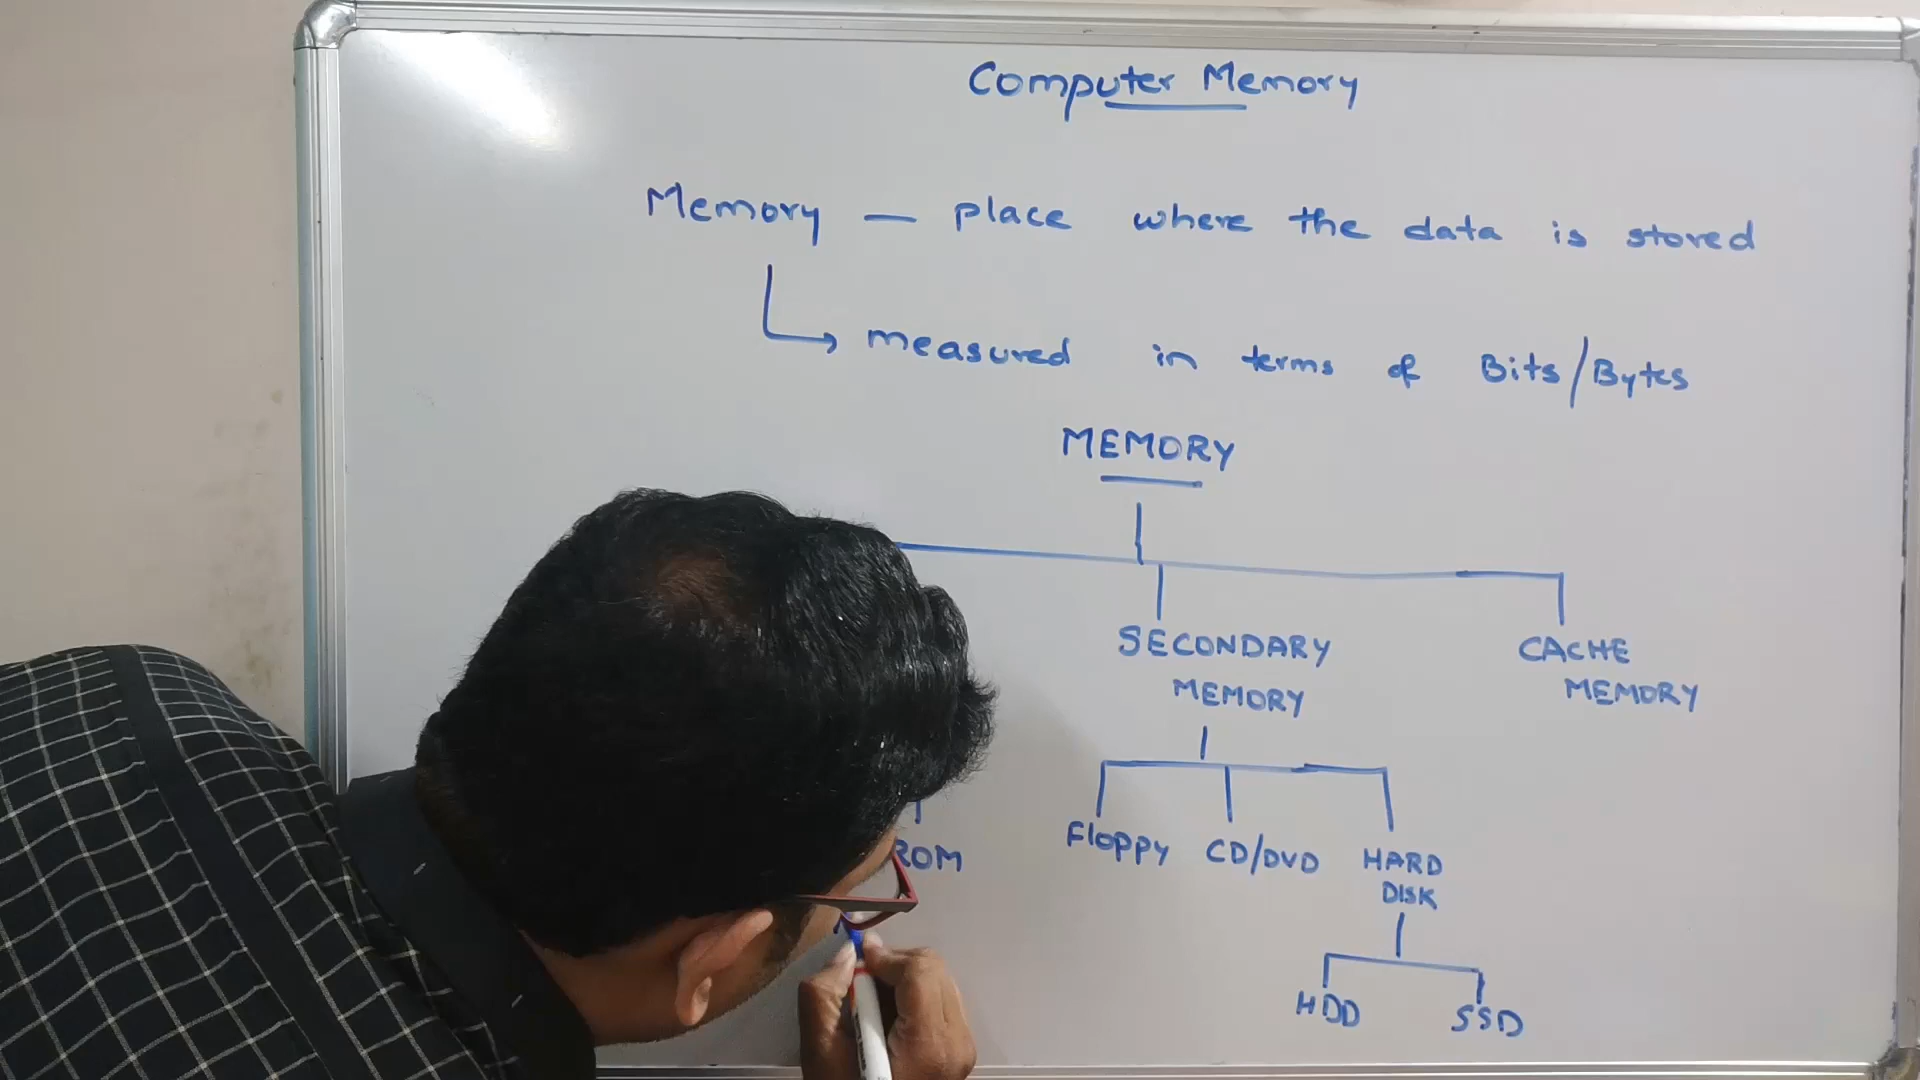 Computer Memory
Memory — place where the data is stored
measured in terms of Bits/Bytes
MEMORY
SECONDARY
MEMORY
CACHE
MEMORY
ROM
Floppy
CD/DVD
HARD
DISK
HDD
SSD